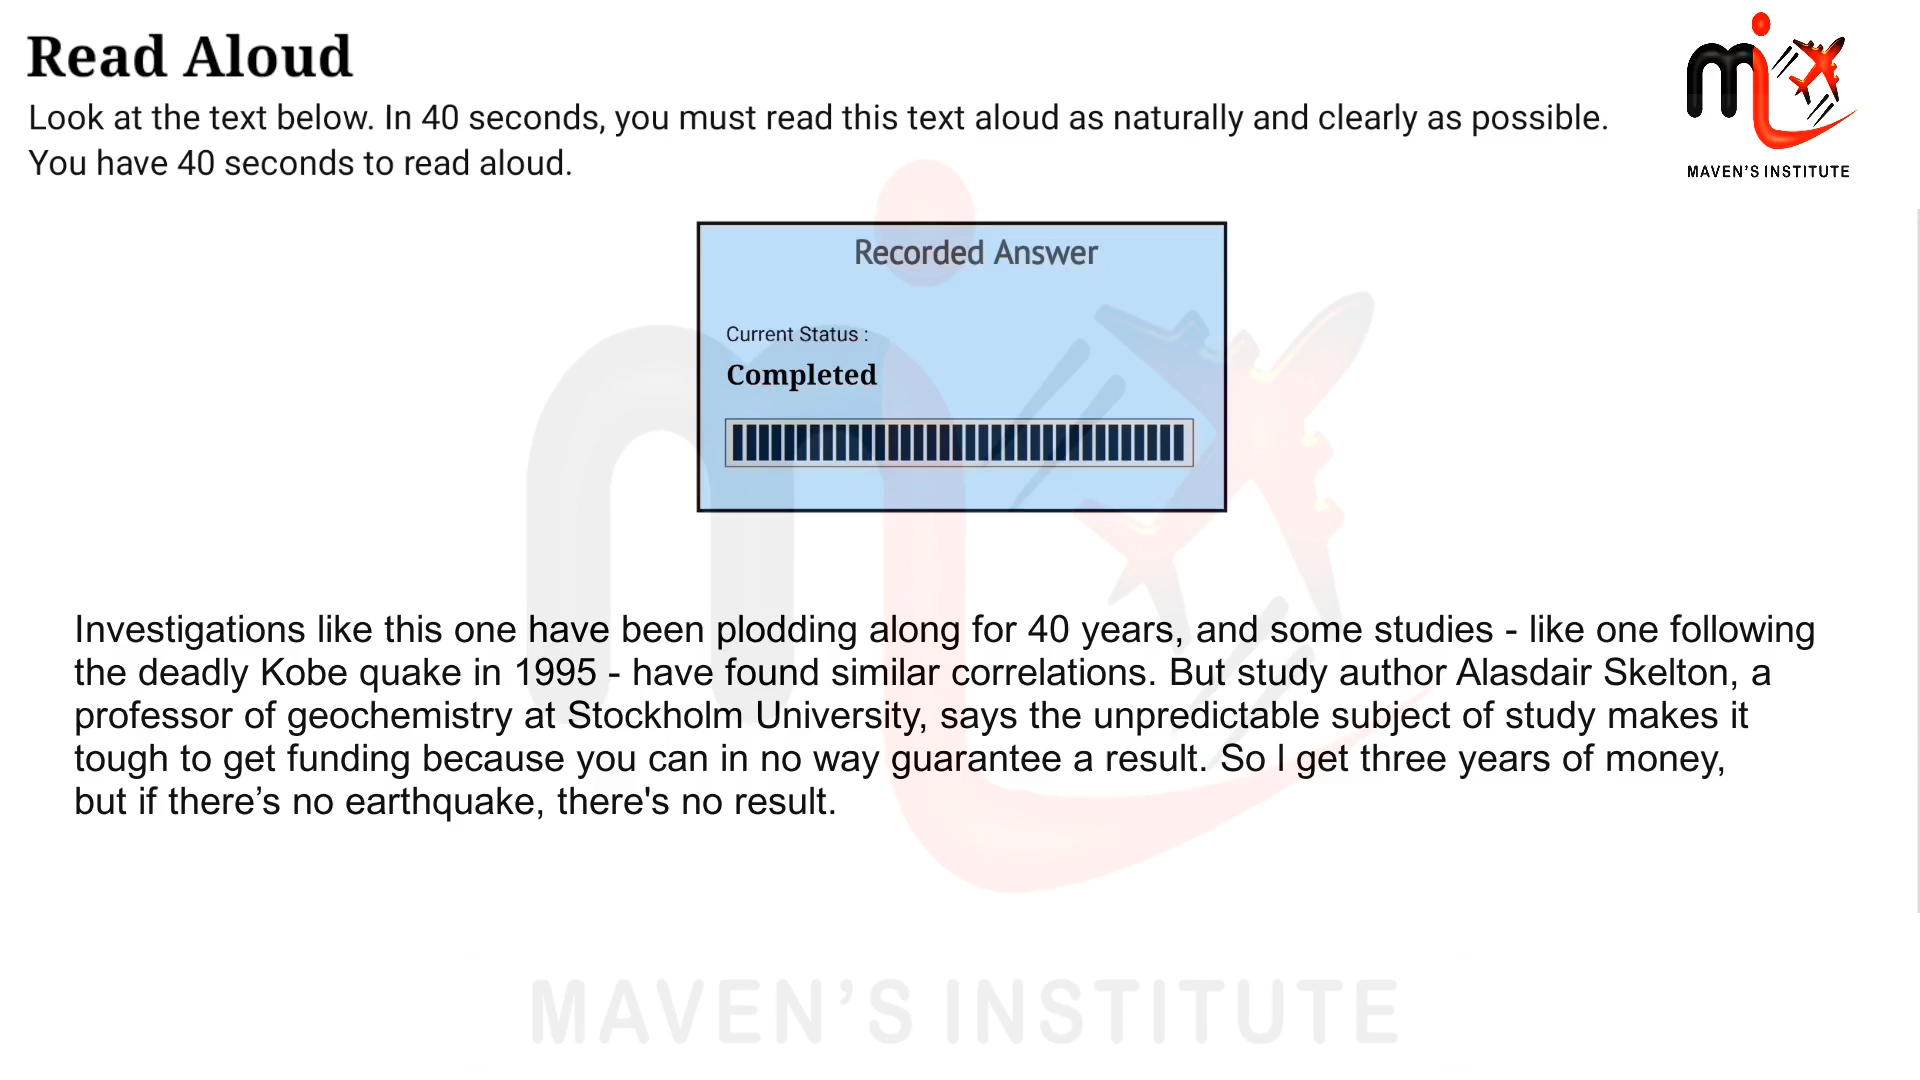 Read Aloud
Look at the text below. In 40 seconds, you must read this text aloud as naturally and clearly as possible.
You have 40 seconds to read aloud.
MAVEN'S INSTITUTE
Recorded Answer
Current Status :
Completed
Investigations like this one have been plodding along for 40 years, and some studies - like one following
the deadly Kobe quake in 1995 - have found similar correlations. But study author Alasdair Skelton, a
professor of geochemistry at Stockholm University, says the unpredictable subject of study makes it
tough to get funding because you can in no way guarantee a result. So I get three years of money,
but if there’s no earthquake, there's no result.
MAVEN'S INSTITUTE